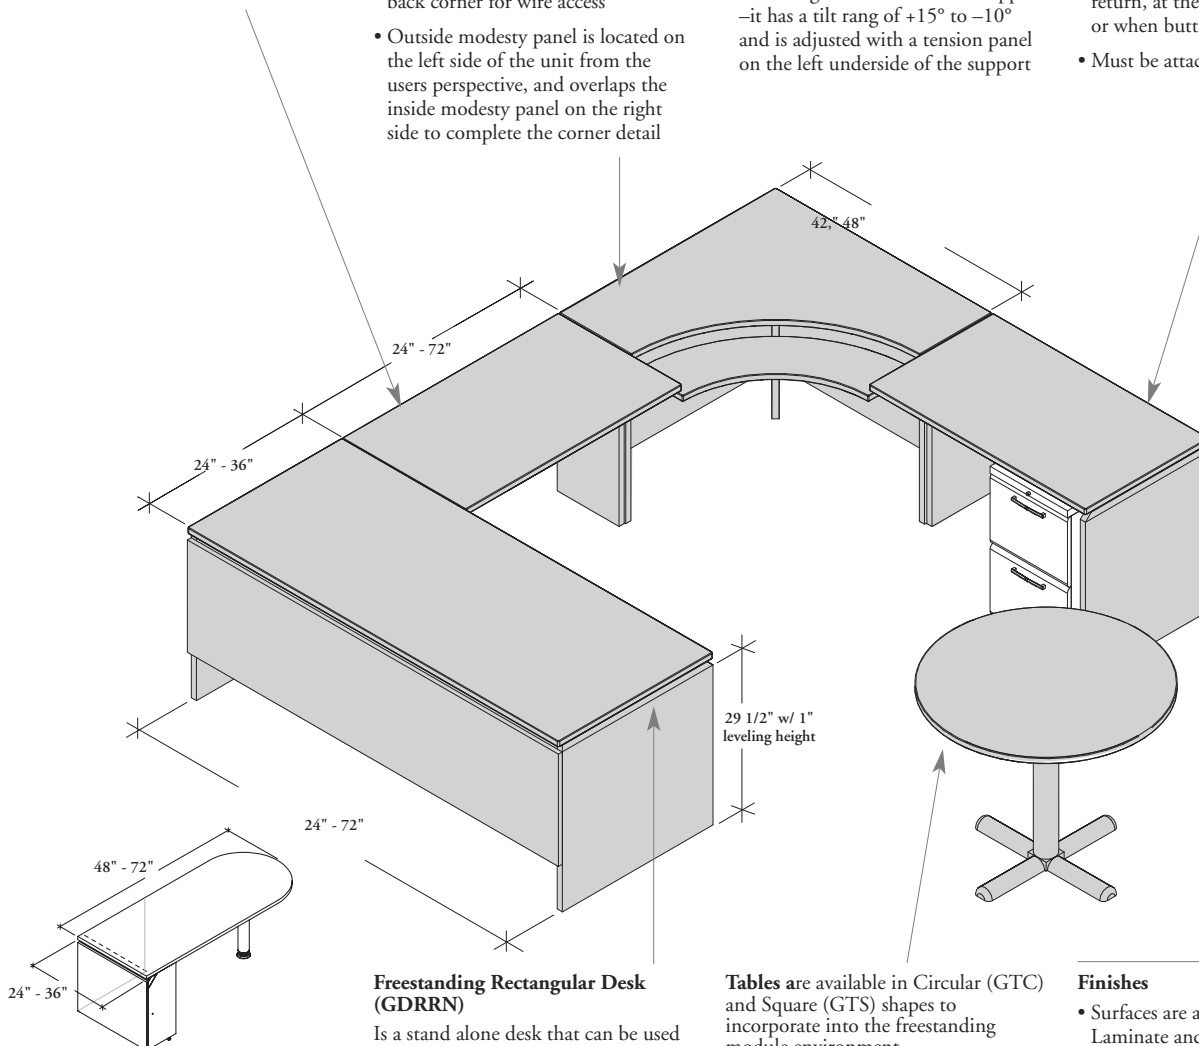 back corner for wire access
• Outside modesty panel is located on
the left side of the unit from the
users perspective, and overlaps the
inside modesty panel on the right
side to complete the corner detail
–it has a tilt rang of +15° to –10°
and is adjusted with a tension panel
on the left underside of the support
return, at the
or when butt
• Must be attac
42," 48"
24" - 72"
24" - 36"
29 1/2" w/ 1"
leveling height
24" - 72"
48" - 72"
24" - 36"
Freestanding Rectangular Desk
(GDRRN)
Is a stand alone desk that can be used
Tables are available in Circular (GTC)
and Square (GTS) shapes to
incorporate into the freestanding
module environment
Finishes
• Surfaces are a
Laminate and